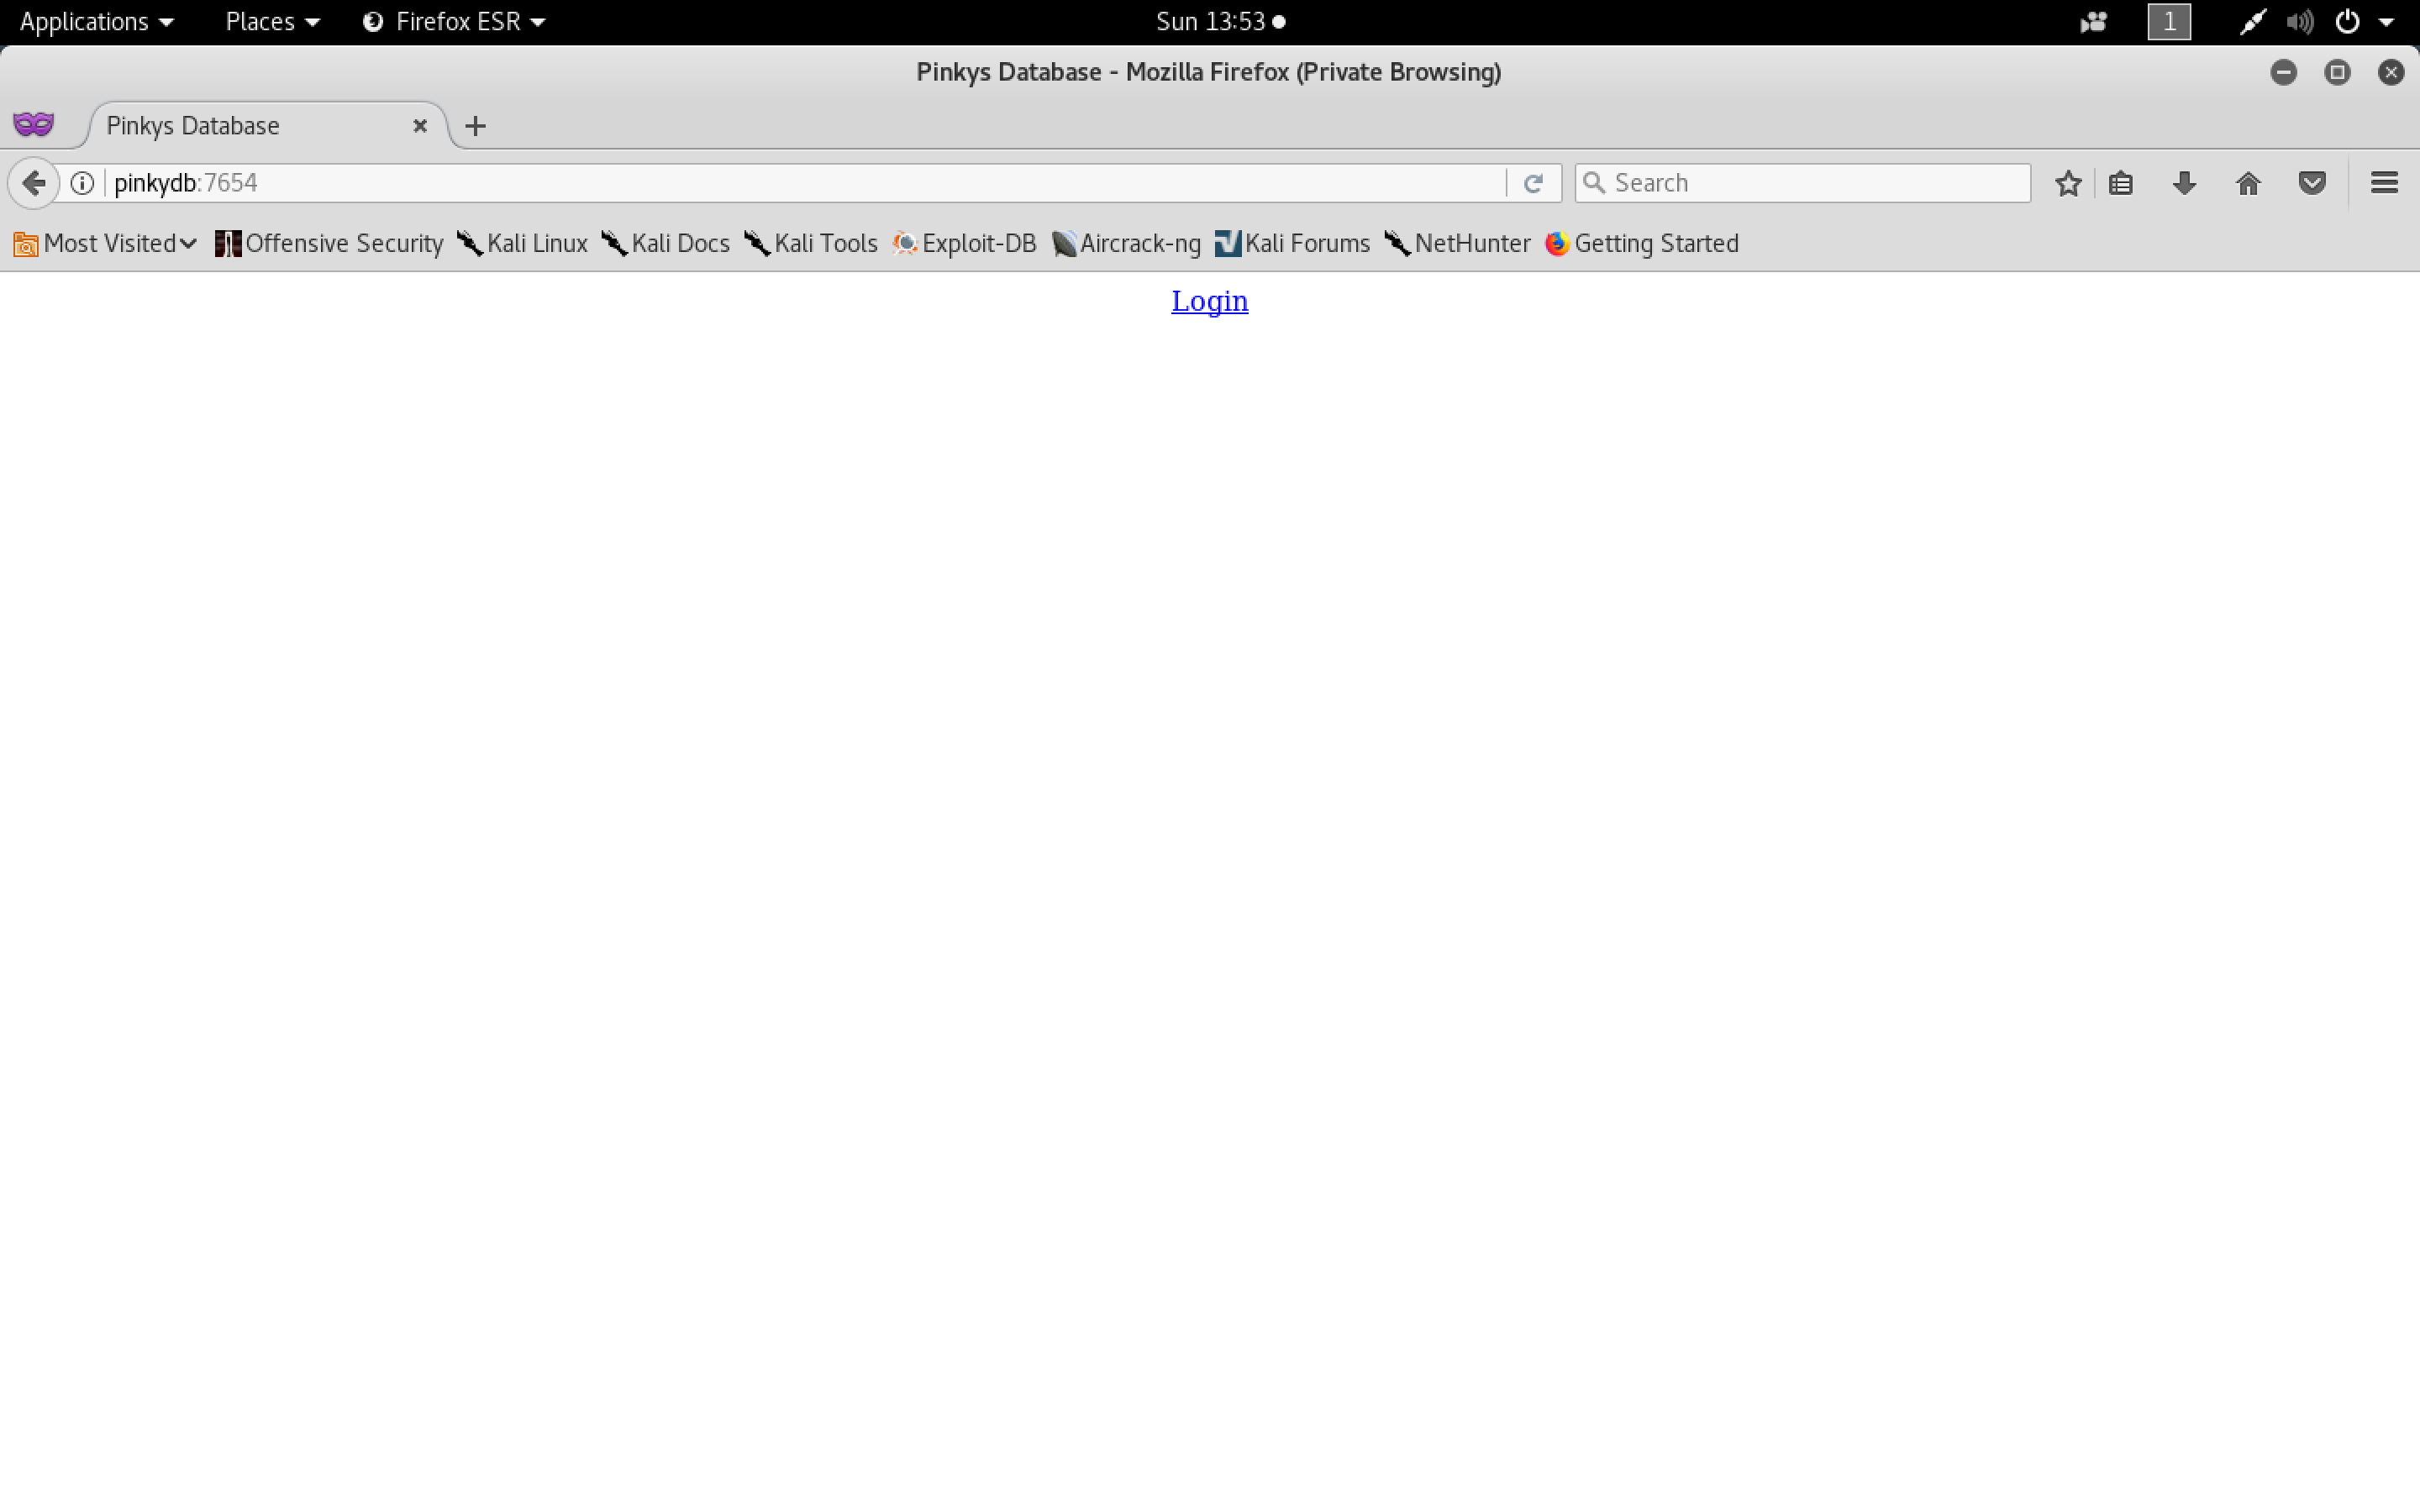 Applications Places Firefox ESR Sun 13:53 1
Pinkys Database - Mozilla Firefox (Private Browsing)
Pinkys Database
pinkydb:7654 Search
Most Visited Offensive Security Kali Linux Kali Docs Kali Tools Exploit-DB Aircrack-ng Kali Forums NetHunter Getting Started
Login